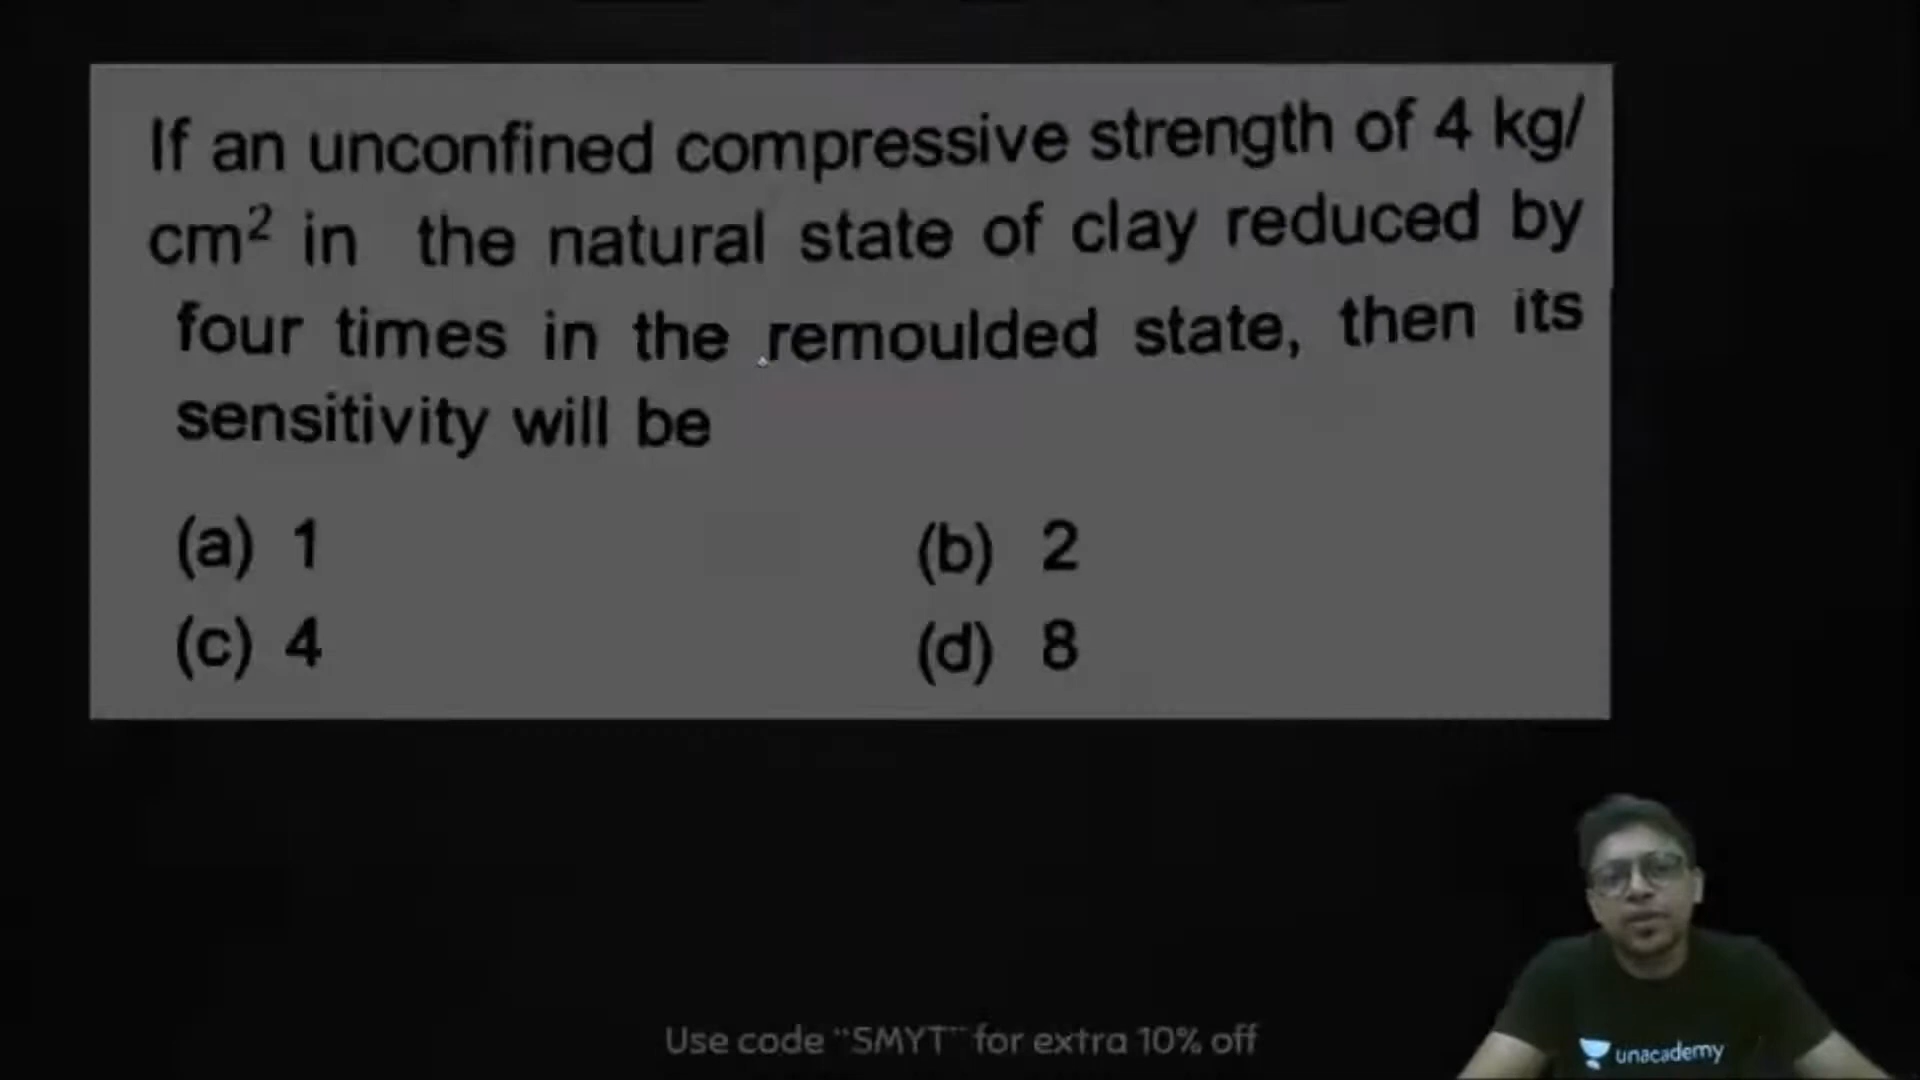 If an unconfined compressive strength of 4 kg/
cm² in the natural state of clay reduced by
four times in the remoulded state, then its
sensitivity will be
(a) 1 (b) 2
(c) 4 (d) 8
Use code "SMYT" for extra 10% off
unacademy